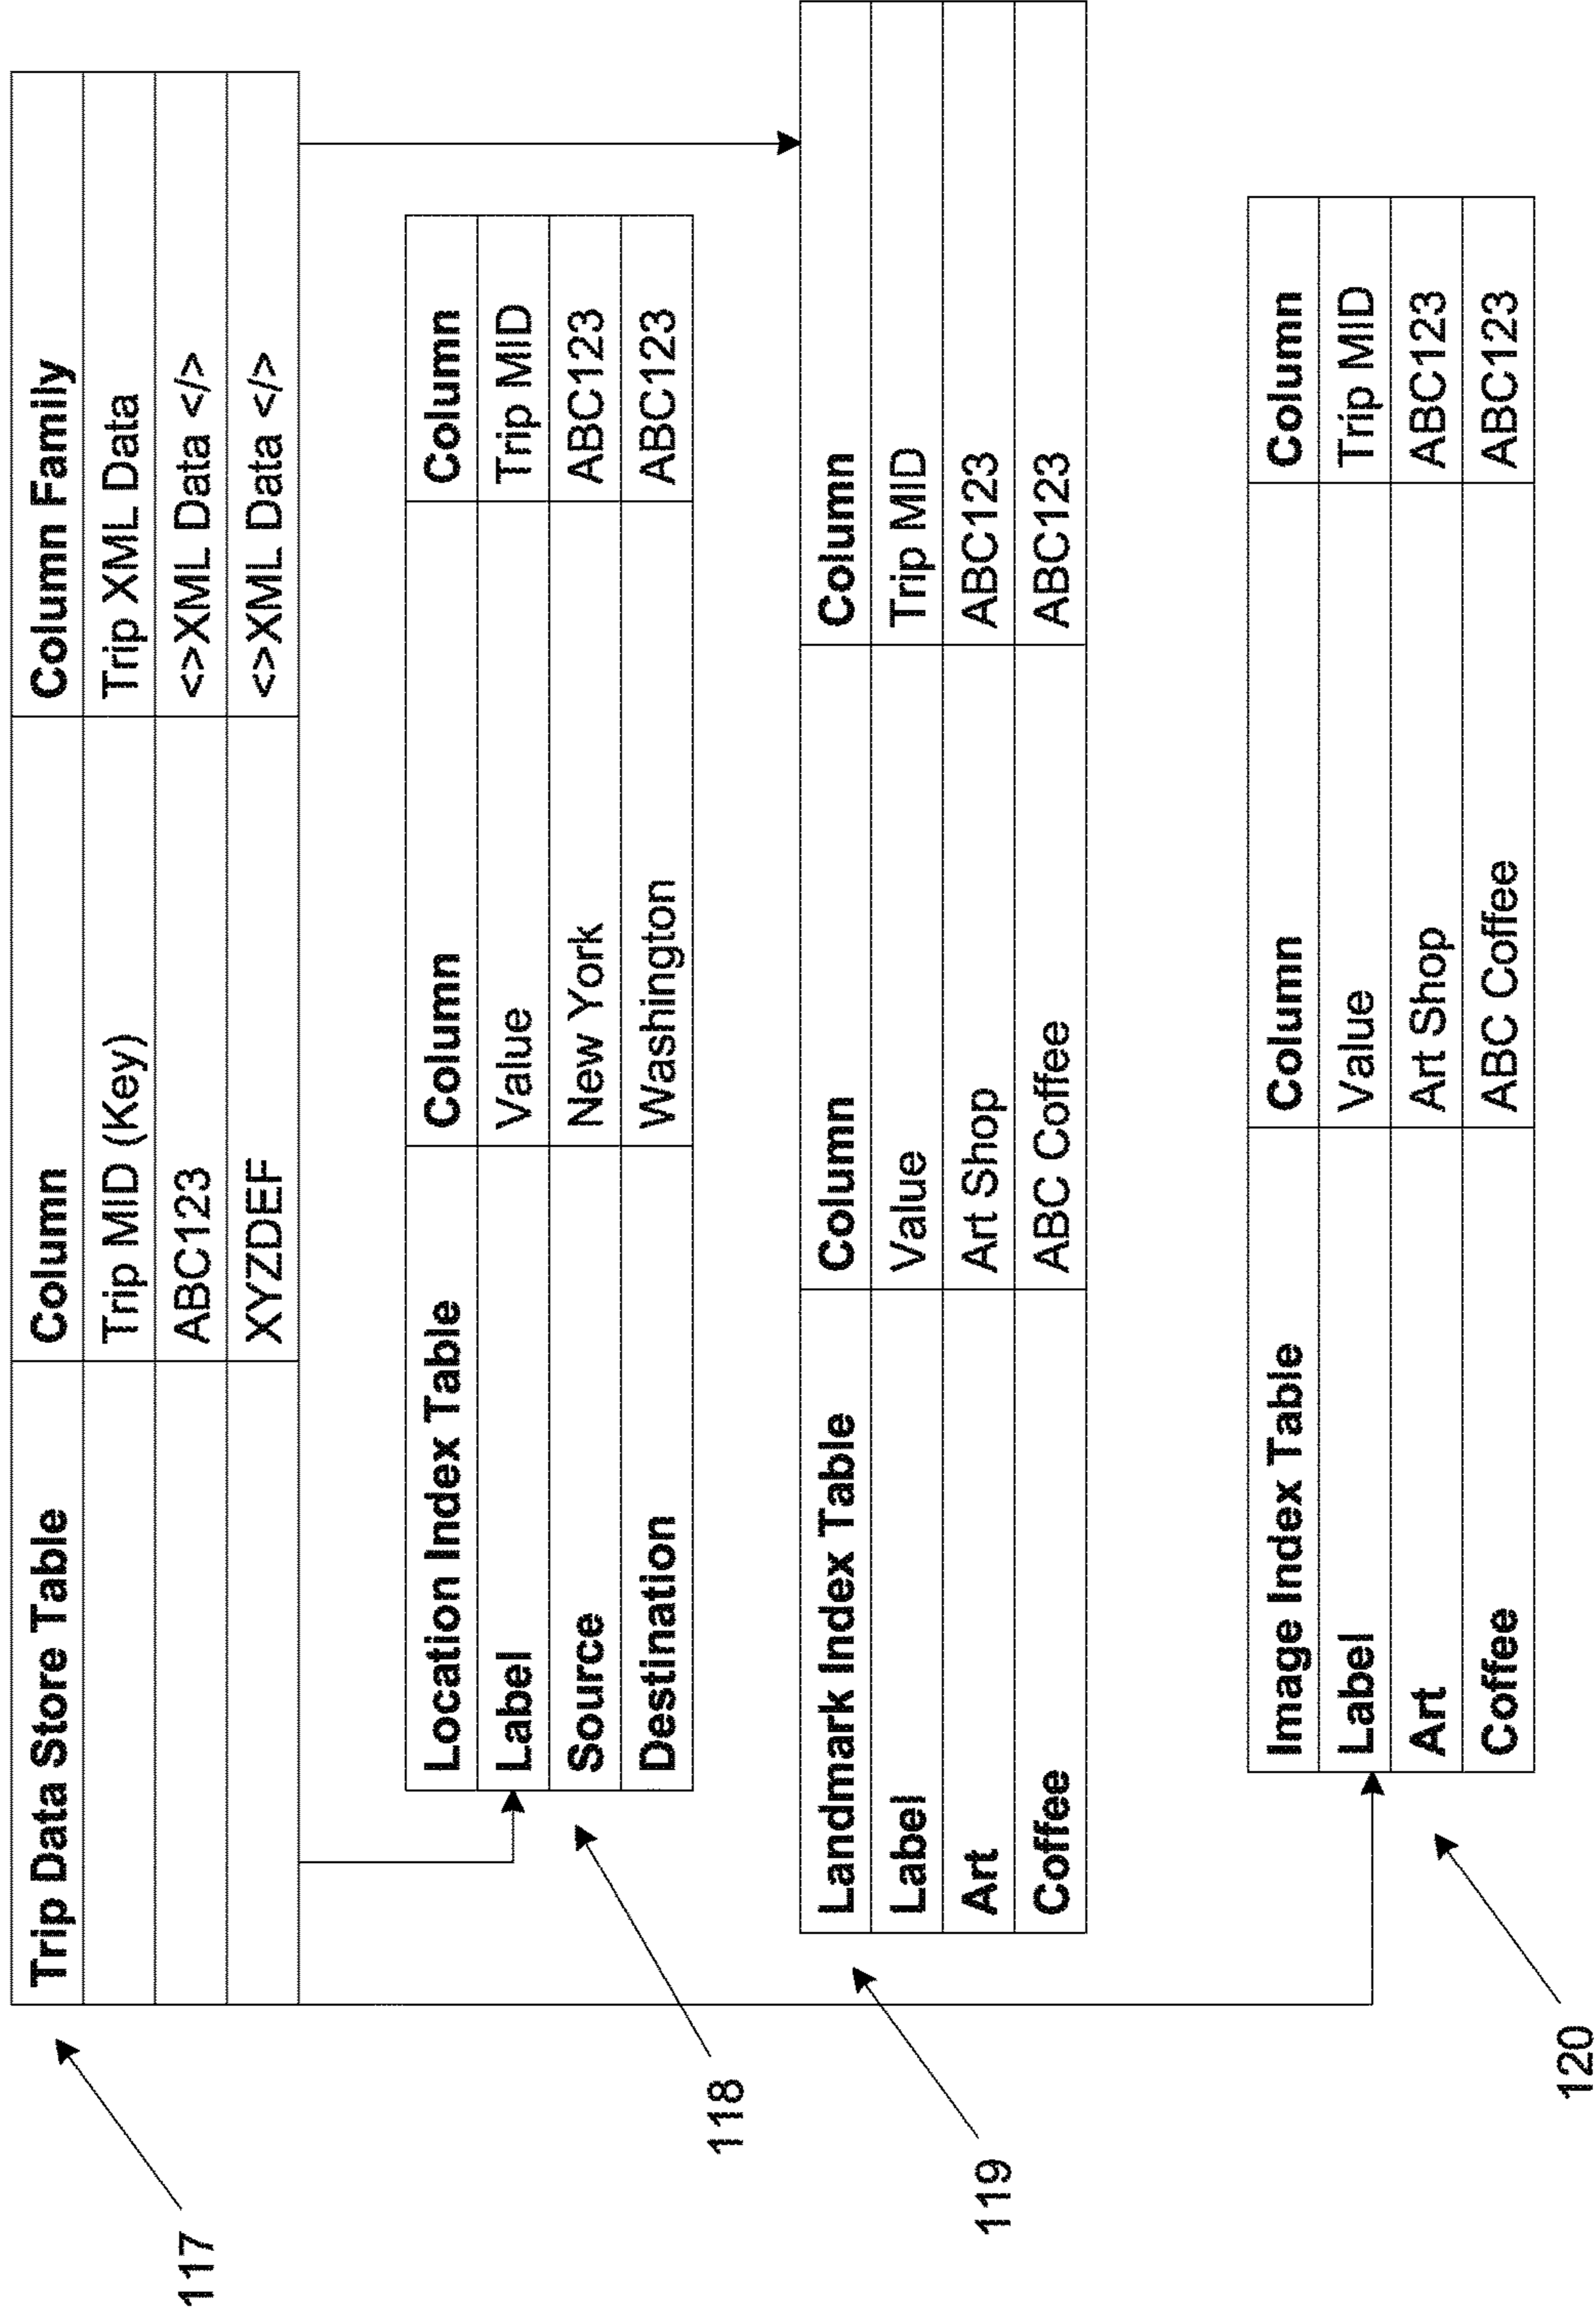 Trip Data Store Table Column Column Family
Trip MID (Key) Trip XML Data
ABC123 <>XML Data </>
XYZDEF <>XML Data </>
117
Location Index Table Column Column
Label Value Trip MID
Source New York ABC123
Destination Washington ABC123
118
Landmark Index Table Column Column
Label Value Trip MID
Art Art Shop ABC123
Coffee ABC Coffee ABC123
119
Image Index Table Column Column
Label Value Trip MID
Art Art Shop ABC123
Coffee ABC Coffee ABC123
120